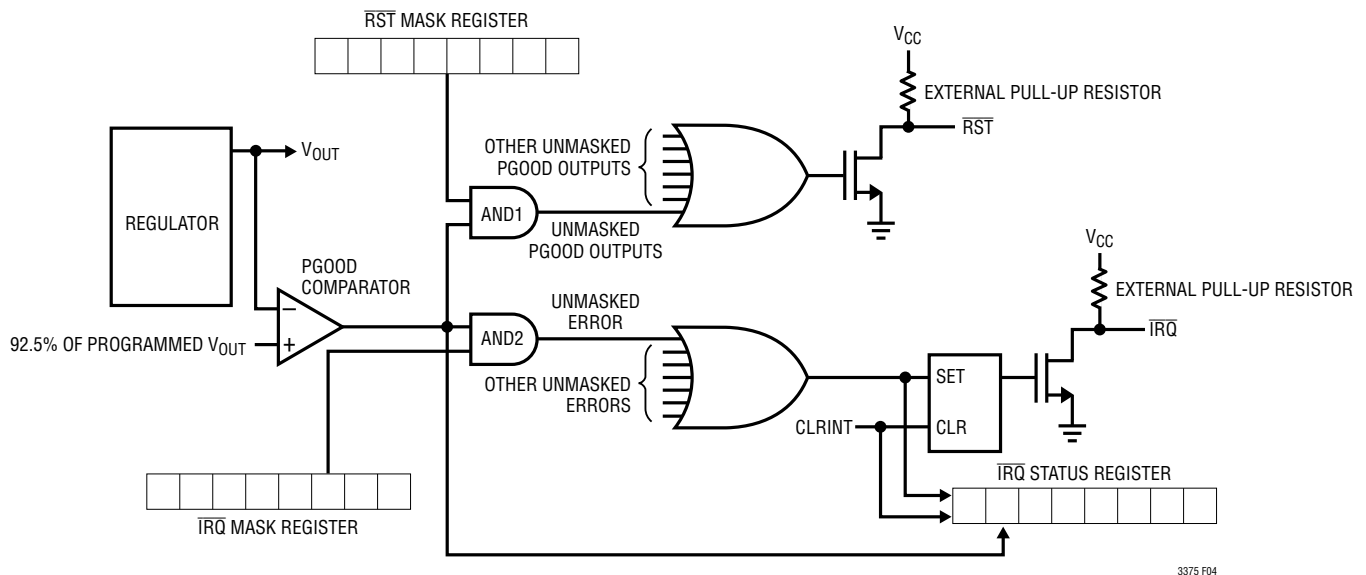 RST MASK REGISTER
VCC
EXTERNAL PULL-UP RESISTOR
RST
OTHER UNMASKED
PGOOD OUTPUTS
VOUT
REGULATOR
AND1
UNMASKED
PGOOD OUTPUTS
VCC
EXTERNAL PULL-UP RESISTOR
IRQ
PGOOD
COMPARATOR
−
+
92.5% OF PROGRAMMED VOUT
UNMASKED
ERROR
AND2
OTHER UNMASKED
ERRORS
SET
CLRINT
CLR
IRQ STATUS REGISTER
IRQ MASK REGISTER
3375 F04